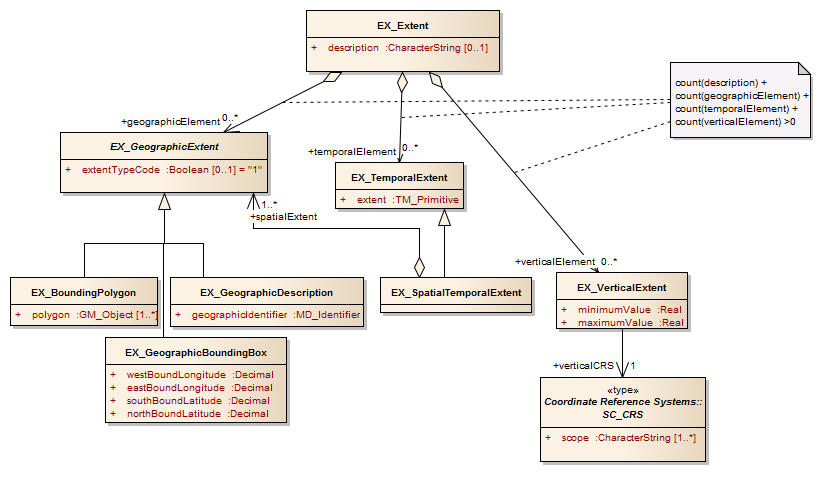 EX_Extent
+ description :CharacterString [0..1]
count(description) +
count(geographicElement) +
count(temporalElement) +
count(verticalElement) >0
+geographicElement 0..*
EX_GeographicExtent
+ extentTypeCode :Boolean [0..1] = "1"
+temporalElement 0..*
EX_TemporalExtent
+ extent :TM_Primitive
1..*
+spatialExtent
+verticalElement 0..*
EX_BoundingPolygon
+ polygon :GM_Object [1..*]
EX_GeographicDescription
+ geographicIdentifier :MD_Identifier
EX_SpatialTemporalExtent
EX_VerticalExtent
+ minimumValue :Real
+ maximumValue :Real
EX_GeographicBoundingBox
+ westBoundLongitude :Decimal
+ eastBoundLongitude :Decimal
+ southBoundLatitude :Decimal
+ northBoundLatitude :Decimal
+verticalCRS 1
«type»
Coordinate Reference Systems::
SC_CRS
+ scope :CharacterString [1..*]